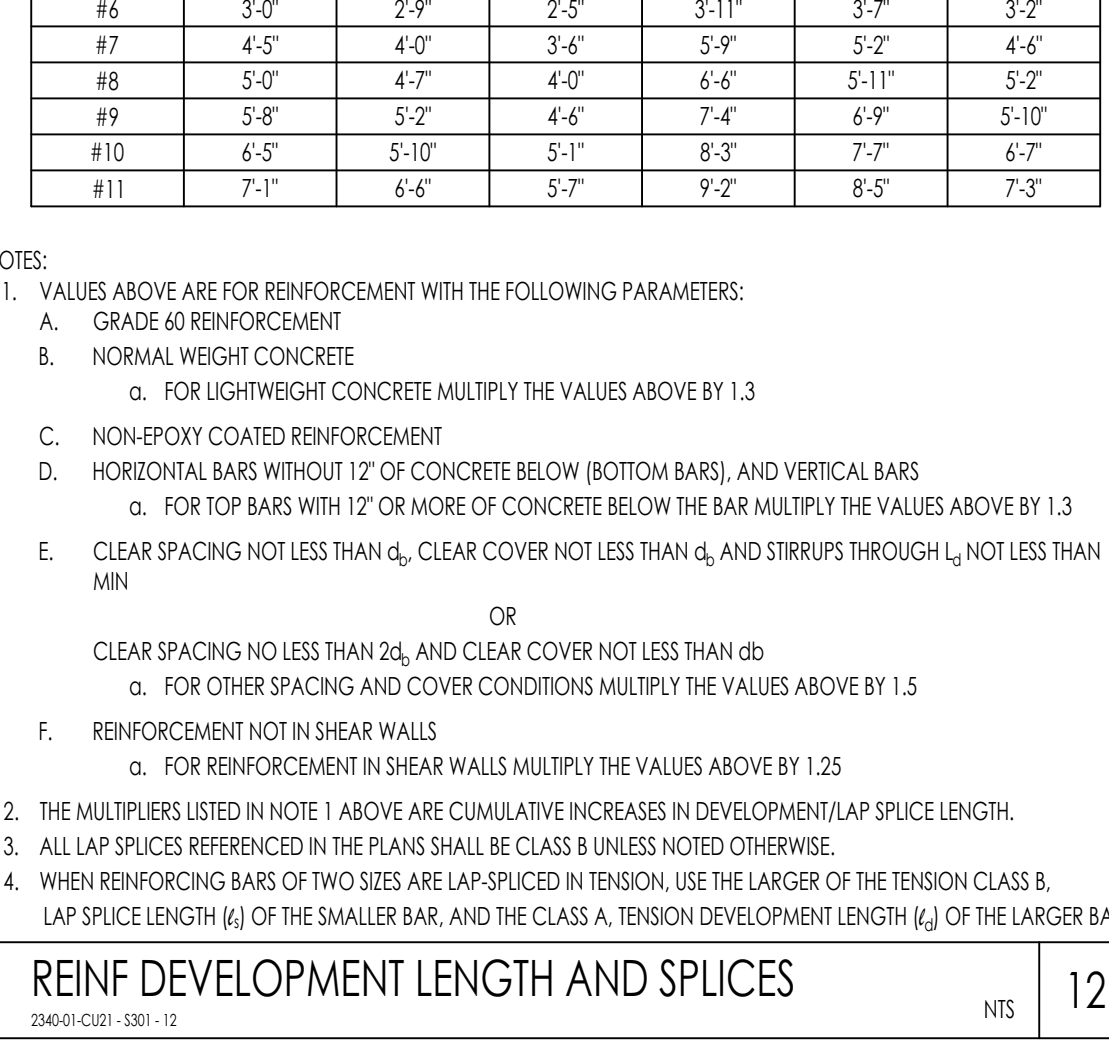 #6 3'-0" 2'-9" 2'-5" 3'-11" 3'-7" 3'-2"
#7 4'-5" 4'-0" 3'-6" 5'-9" 5'-2" 4'-6"
#8 5'-0" 4'-7" 4'-0" 6'-6" 5'-11" 5'-2"
#9 5'-8" 5'-2" 4'-6" 7'-4" 6'-9" 5'-10"
#10 6'-5" 5'-10" 5'-1" 8'-3" 7'-7" 6'-7"
#11 7'-1" 6'-6" 5'-7" 9'-2" 8'-5" 7'-3"
OTES:
1. VALUES ABOVE ARE FOR REINFORCEMENT WITH THE FOLLOWING PARAMETERS:
A. GRADE 60 REINFORCEMENT
B. NORMAL WEIGHT CONCRETE
a. FOR LIGHTWEIGHT CONCRETE MULTIPLY THE VALUES ABOVE BY 1.3
C. NON-EPOXY COATED REINFORCEMENT
D. HORIZONTAL BARS WITHOUT 12" OF CONCRETE BELOW (BOTTOM BARS), AND VERTICAL BARS
a. FOR TOP BARS WITH 12" OR MORE OF CONCRETE BELOW THE BAR MULTIPLY THE VALUES ABOVE BY 1.3
E. CLEAR SPACING NOT LESS THAN db, CLEAR COVER NOT LESS THAN db AND STIRRUPS THROUGH Ld NOT LESS THAN
MIN
OR
CLEAR SPACING NO LESS THAN 2db AND CLEAR COVER NOT LESS THAN db
a. FOR OTHER SPACING AND COVER CONDITIONS MULTIPLY THE VALUES ABOVE BY 1.5
F. REINFORCEMENT NOT IN SHEAR WALLS
a. FOR REINFORCEMENT IN SHEAR WALLS MULTIPLY THE VALUES ABOVE BY 1.25
2. THE MULTIPLIERS LISTED IN NOTE 1 ABOVE ARE CUMULATIVE INCREASES IN DEVELOPMENT/LAP SPLICE LENGTH.
3. ALL LAP SPLICES REFERENCED IN THE PLANS SHALL BE CLASS B UNLESS NOTED OTHERWISE.
4. WHEN REINFORCING BARS OF TWO SIZES ARE LAP-SPLICED IN TENSION, USE THE LARGER OF THE TENSION CLASS B,
LAP SPLICE LENGTH (ℓs) OF THE SMALLER BAR, AND THE CLASS A, TENSION DEVELOPMENT LENGTH (ℓd) OF THE LARGER BA
REINF DEVELOPMENT LENGTH AND SPLICES
NTS 12
2340-01-CU21 - S301 - 12